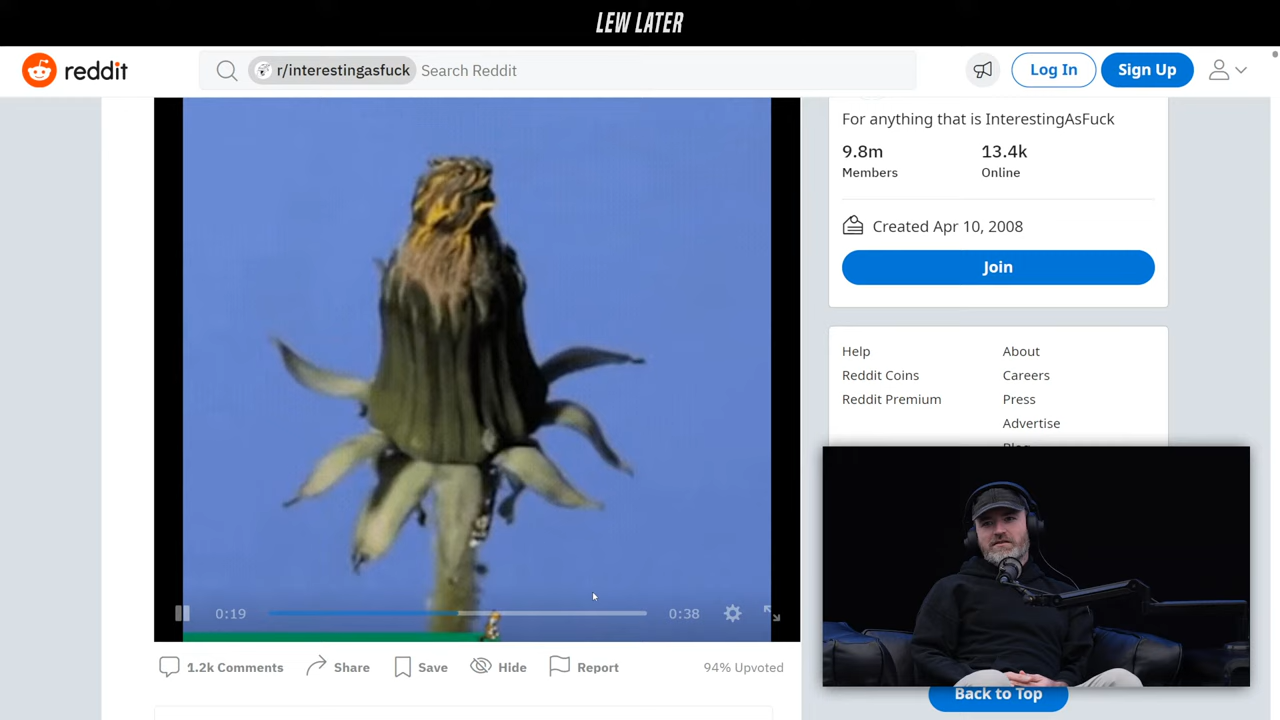 LEW LATER
reddit
r/interestingasfuck Search Reddit
Log In
Sign Up
For anything that is InterestingAsFuck
9.8m
13.4k
Members
Online
Created Apr 10, 2008
Join
Help
About
Reddit Coins
Careers
Reddit Premium
Press
Advertise
0:19
0:38
1.2k Comments
Share
Save
Hide
Report
94% Upvoted
Back to Top